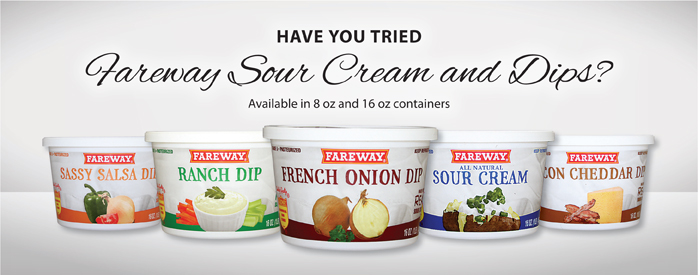 HAVE YOU TRIED
Fareway Sour Cream and Dips?
Available in 8 oz and 16 oz containers
FAREWAY
SASSY SALSA DI
FAREWAY
RANCH DIP
FAREWAY
FRENCH ONION DIP
FAREWAY
ALL NATURAL
SOUR CREAM
FAREWAY
CON CHEDDAR DI